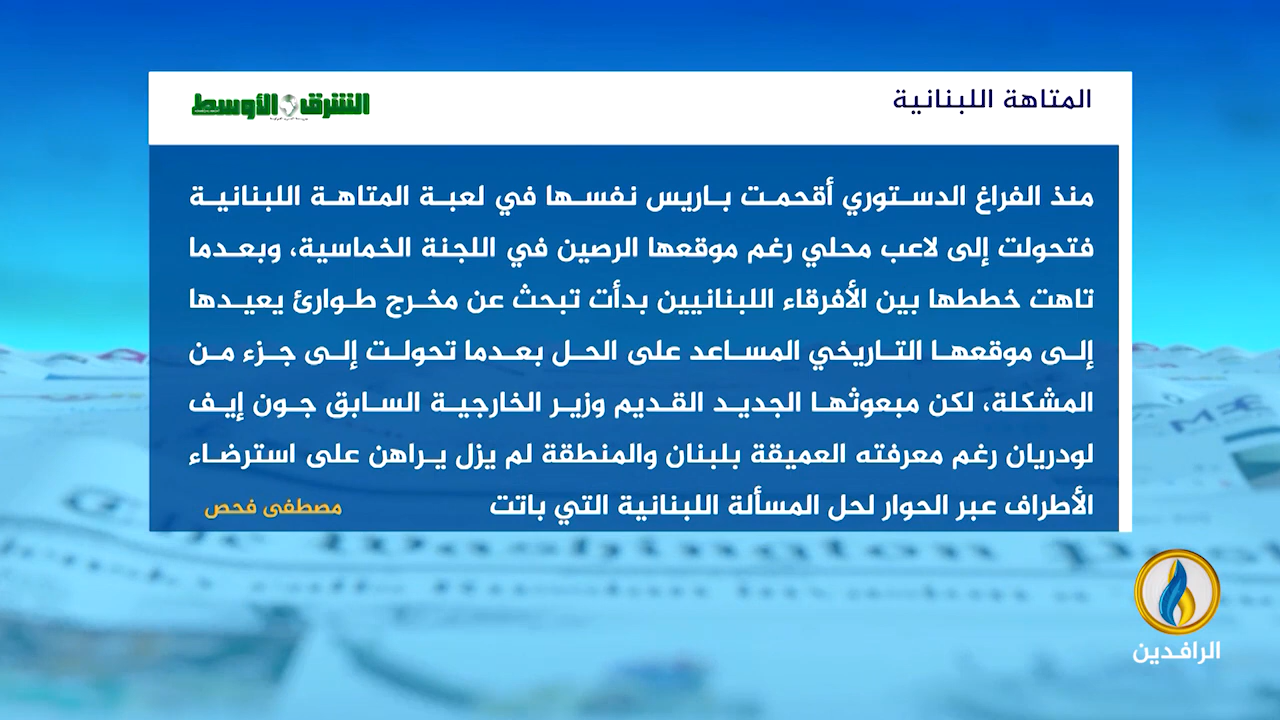 المتاهة اللبنانية
الشرق الأوسط
منذ الفراغ الدستوري أقحمت باريس نفسها في لعبة المتاهة اللبنانية
فتحولت إلى لاعب محلي رغم موقعها الرصين في اللجنة الخماسية، وبعدما
تاهت خططها بين الأفرقاء اللبنانيين بدأت تبحث عن مخرج طوارئ يعيدها
إلى موقعها التاريخي المساعد على الحل بعدما تحولت إلى جزء من
المشكلة، لكن مبعوثها الجديد القديم وزير الخارجية السابق جون إيف
لودريان رغم معرفته العميقة بلبنان والمنطقة لم يزل يراهن على استرضاء
الأطراف عبر الحوار لحل المسألة اللبنانية التي باتت
مصطفى فحص
الرافدين